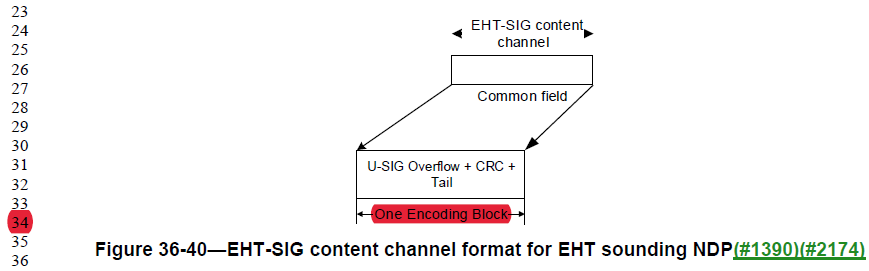 23
24
25
26
27
28
29
30
31
32
33
34
35
36
EHT-SIG content
channel
Common field
U-SIG Overflow + CRC +
Tail
One Encoding Block
Figure 36-40—EHT-SIG content channel format for EHT sounding NDP(#1390)(#2174)